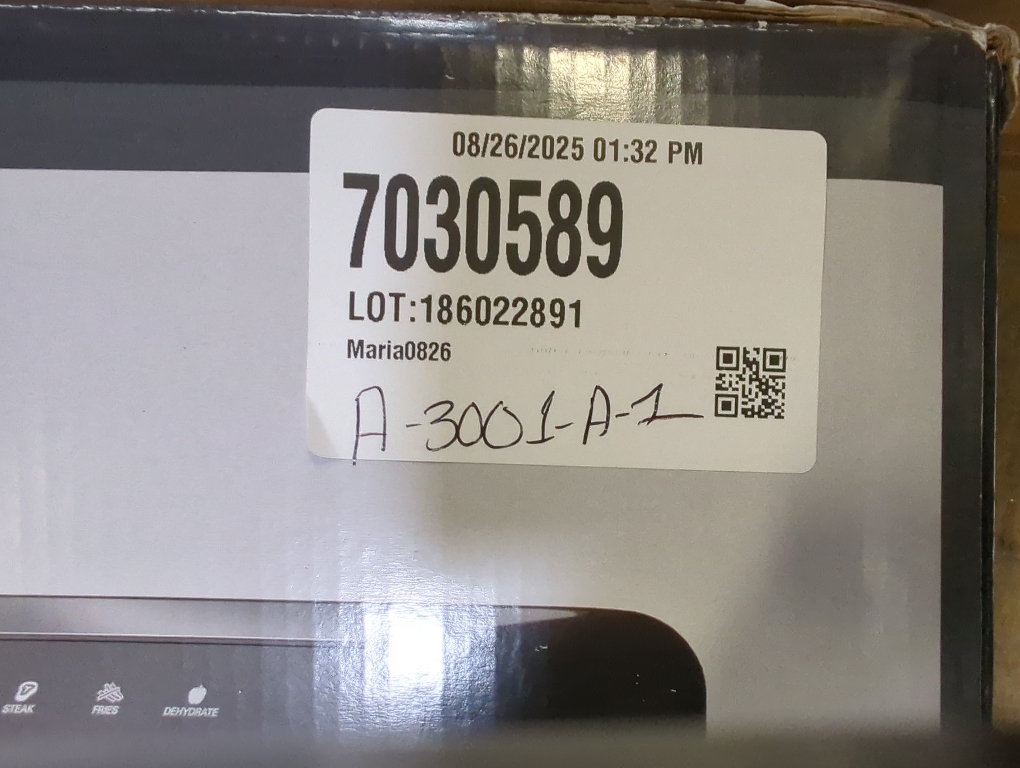 08/26/2025 01:32 PM
7030589
LOT:186022891
Maria0826
A-3001-A-1
STEAK
FRIES
DEHYDRATE